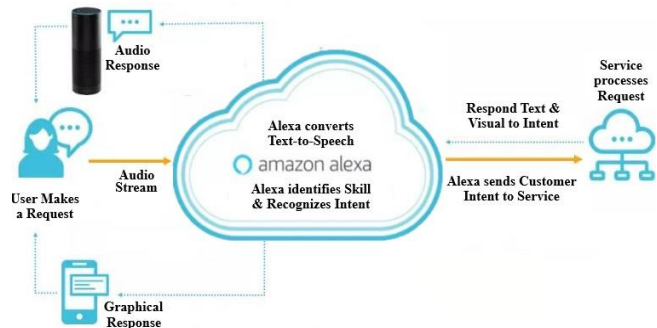 Audio
Response
User Makes
a Request
Audio
Stream
Graphical
Response
Alexa converts
Text-to-Speech
amazon alexa
Alexa identifies Skill
& Recognizes Intent
Respond Text &
Visual to Intent
Alexa sends Customer
Intent to Service
Service
processes
Request